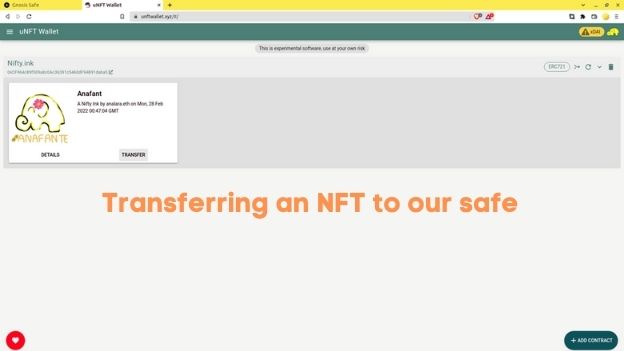 Gnosis Safe
uNFT Wallet
unftwallet.xyz/#/
uNFT Wallet
xDAI
This is experimental software, use at your own risk
Nifty.ink
ERC721
Anafant
A Nifty Ink by analara.eth on Mon, 28 Feb
2022 00:47:04 GMT
ANAFANTE
DETAILS
TRANSFER
Transferring an NFT to our safe
+ ADD CONTRACT